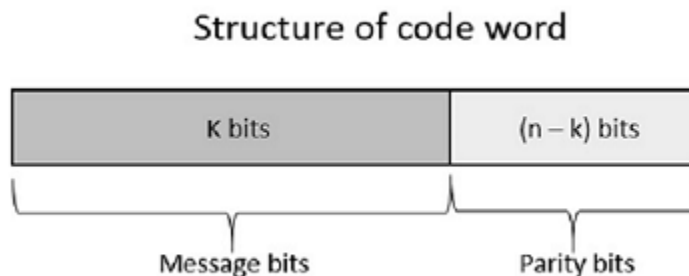 Structure of code word
K bits
(n – k) bits
Message bits
Parity bits